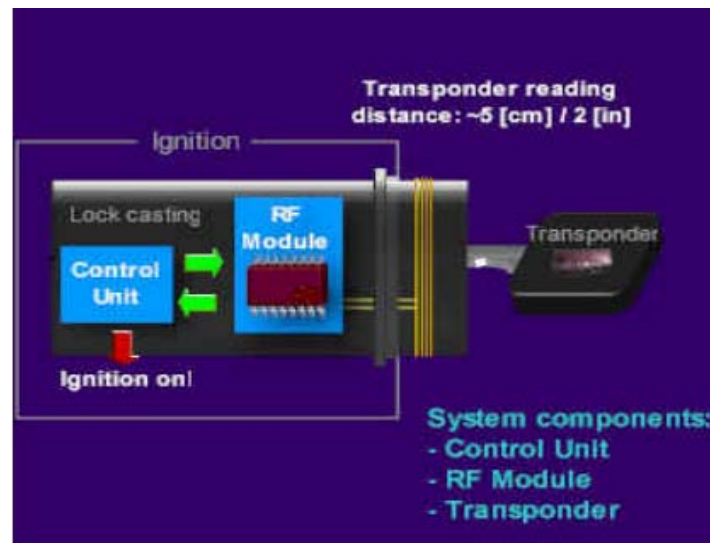 Transponder reading
distance: ~5 [cm] / 2 [in]
Ignition
Lock casting
RF
Module
Control
Unit
Transponder
Ignition on!
System components:
- Control Unit
- RF Module
- Transponder